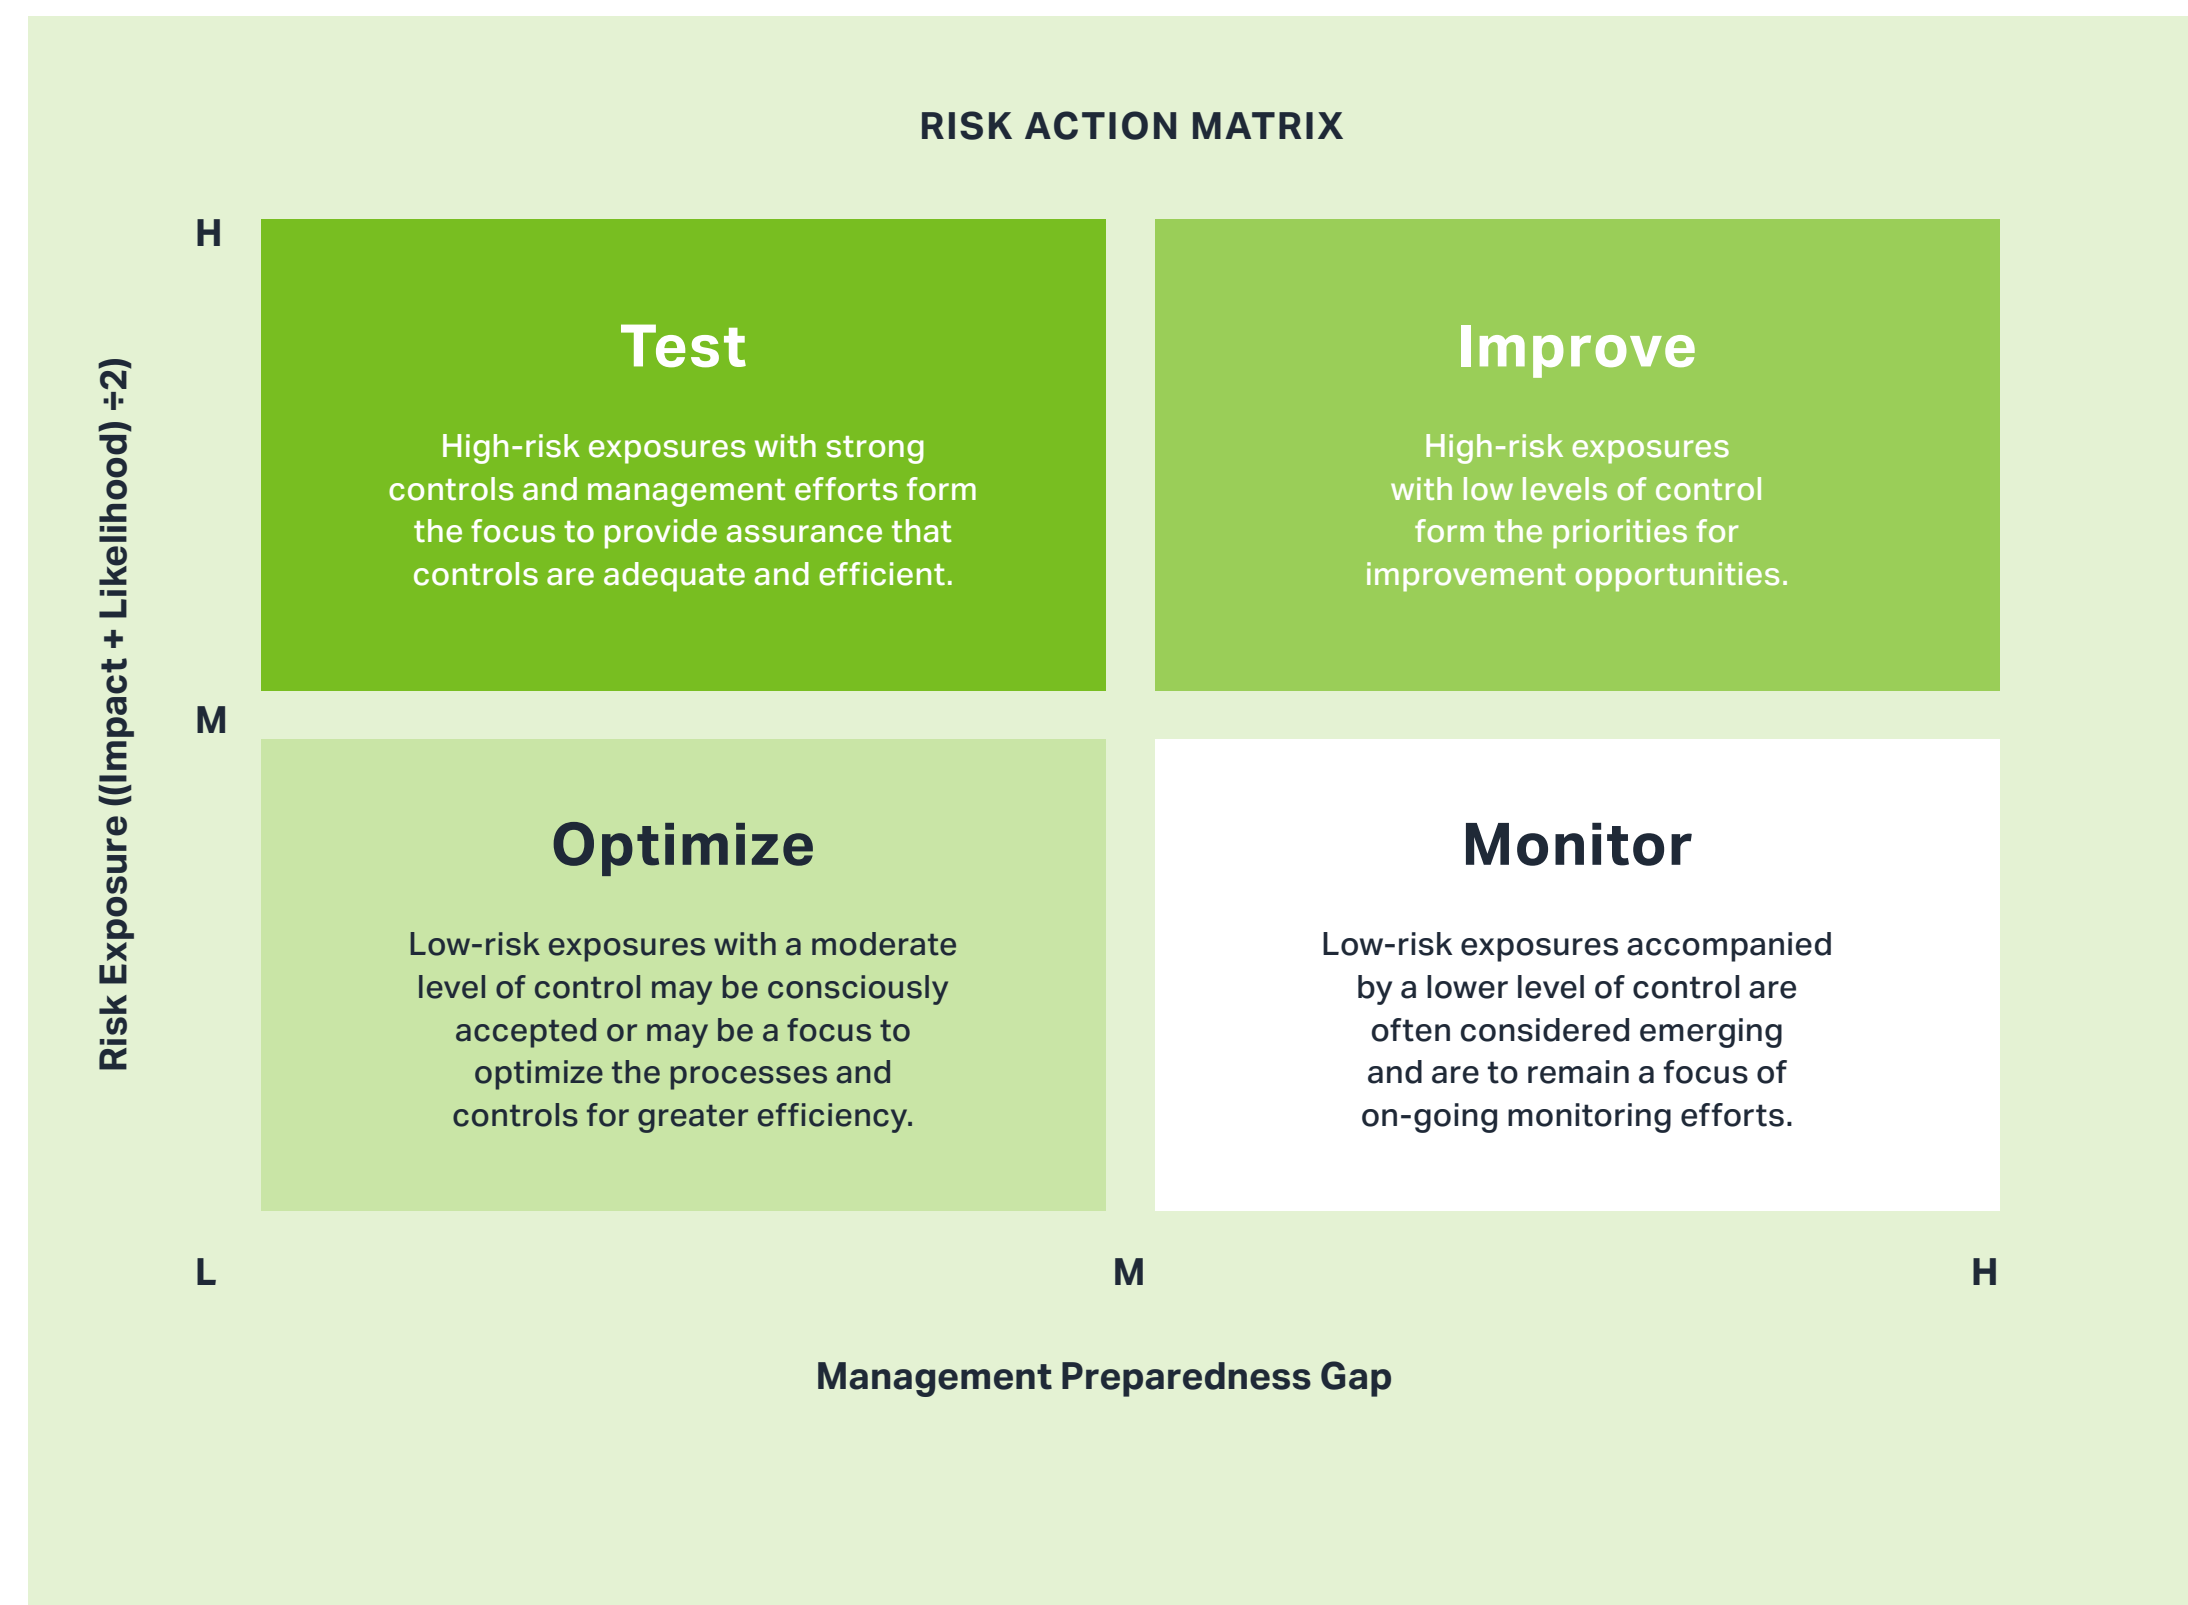 RISK ACTION MATRIX
Risk Exposure ((Impact + Likelihood) ÷2)
H
Test
High-risk exposures with strong
controls and management efforts form
the focus to provide assurance that
controls are adequate and efficient.
Improve
High-risk exposures
with low levels of control
form the priorities for
improvement opportunities.
M
Optimize
Low-risk exposures with a moderate
level of control may be consciously
accepted or may be a focus to
optimize the processes and
controls for greater efficiency.
Monitor
Low-risk exposures accompanied
by a lower level of control are
often considered emerging
and are to remain a focus of
on-going monitoring efforts.
L
M
H
Management Preparedness Gap